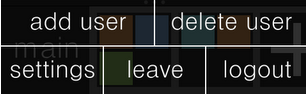 add user delete user
main
settings leave logout